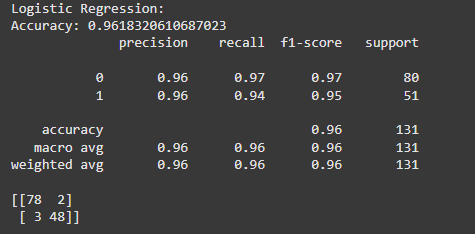 Logistic Regression:
Accuracy: 0.9618320610687023
precision recall f1-score support
0 0.96 0.97 0.97 80
1 0.96 0.94 0.95 51
accuracy 0.96 131
macro avg 0.96 0.96 0.96 131
weighted avg 0.96 0.96 0.96 131
[[78 2]
[ 3 48]]